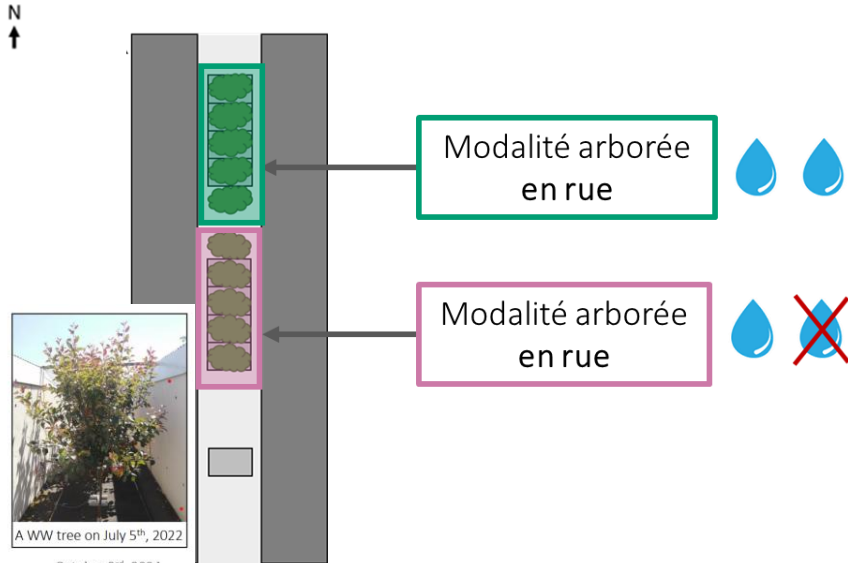 N
Modalité arborée
en rue
Modalité arborée
en rue
A WW tree on July 5th, 2022